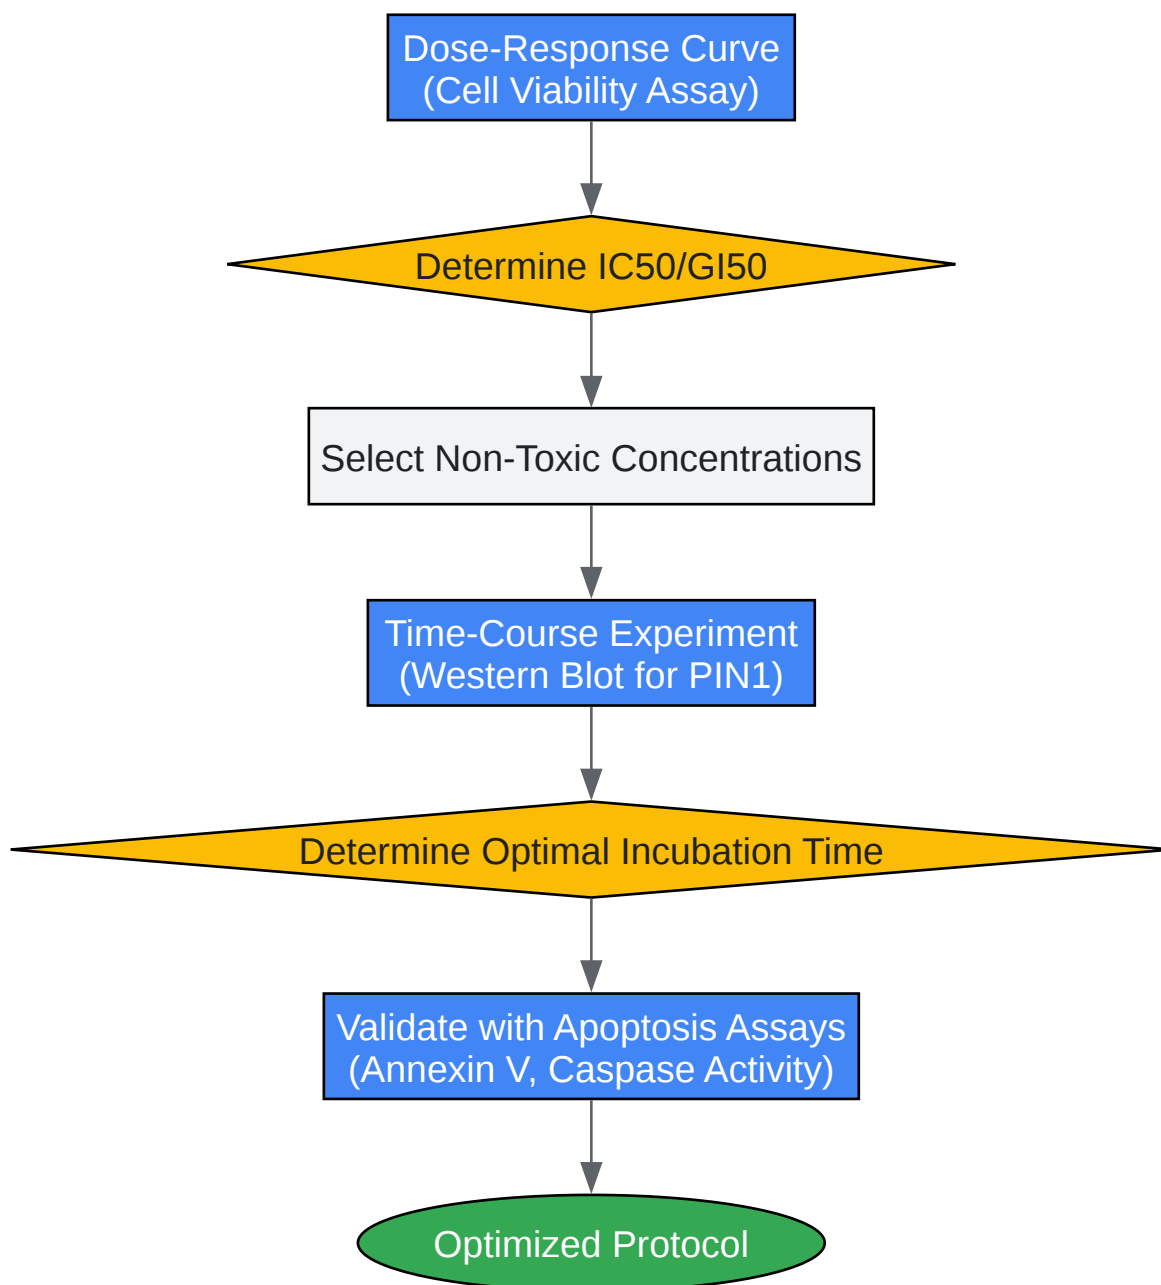 Dose-Response Curve
(Cell Viability Assay)
Determine IC50/GI50
Select Non-Toxic Concentrations
Time-Course Experiment
(Western Blot for PIN1)
Determine Optimal Incubation Time
Validate with Apoptosis Assays
(Annexin V, Caspase Activity)
Optimized Protocol